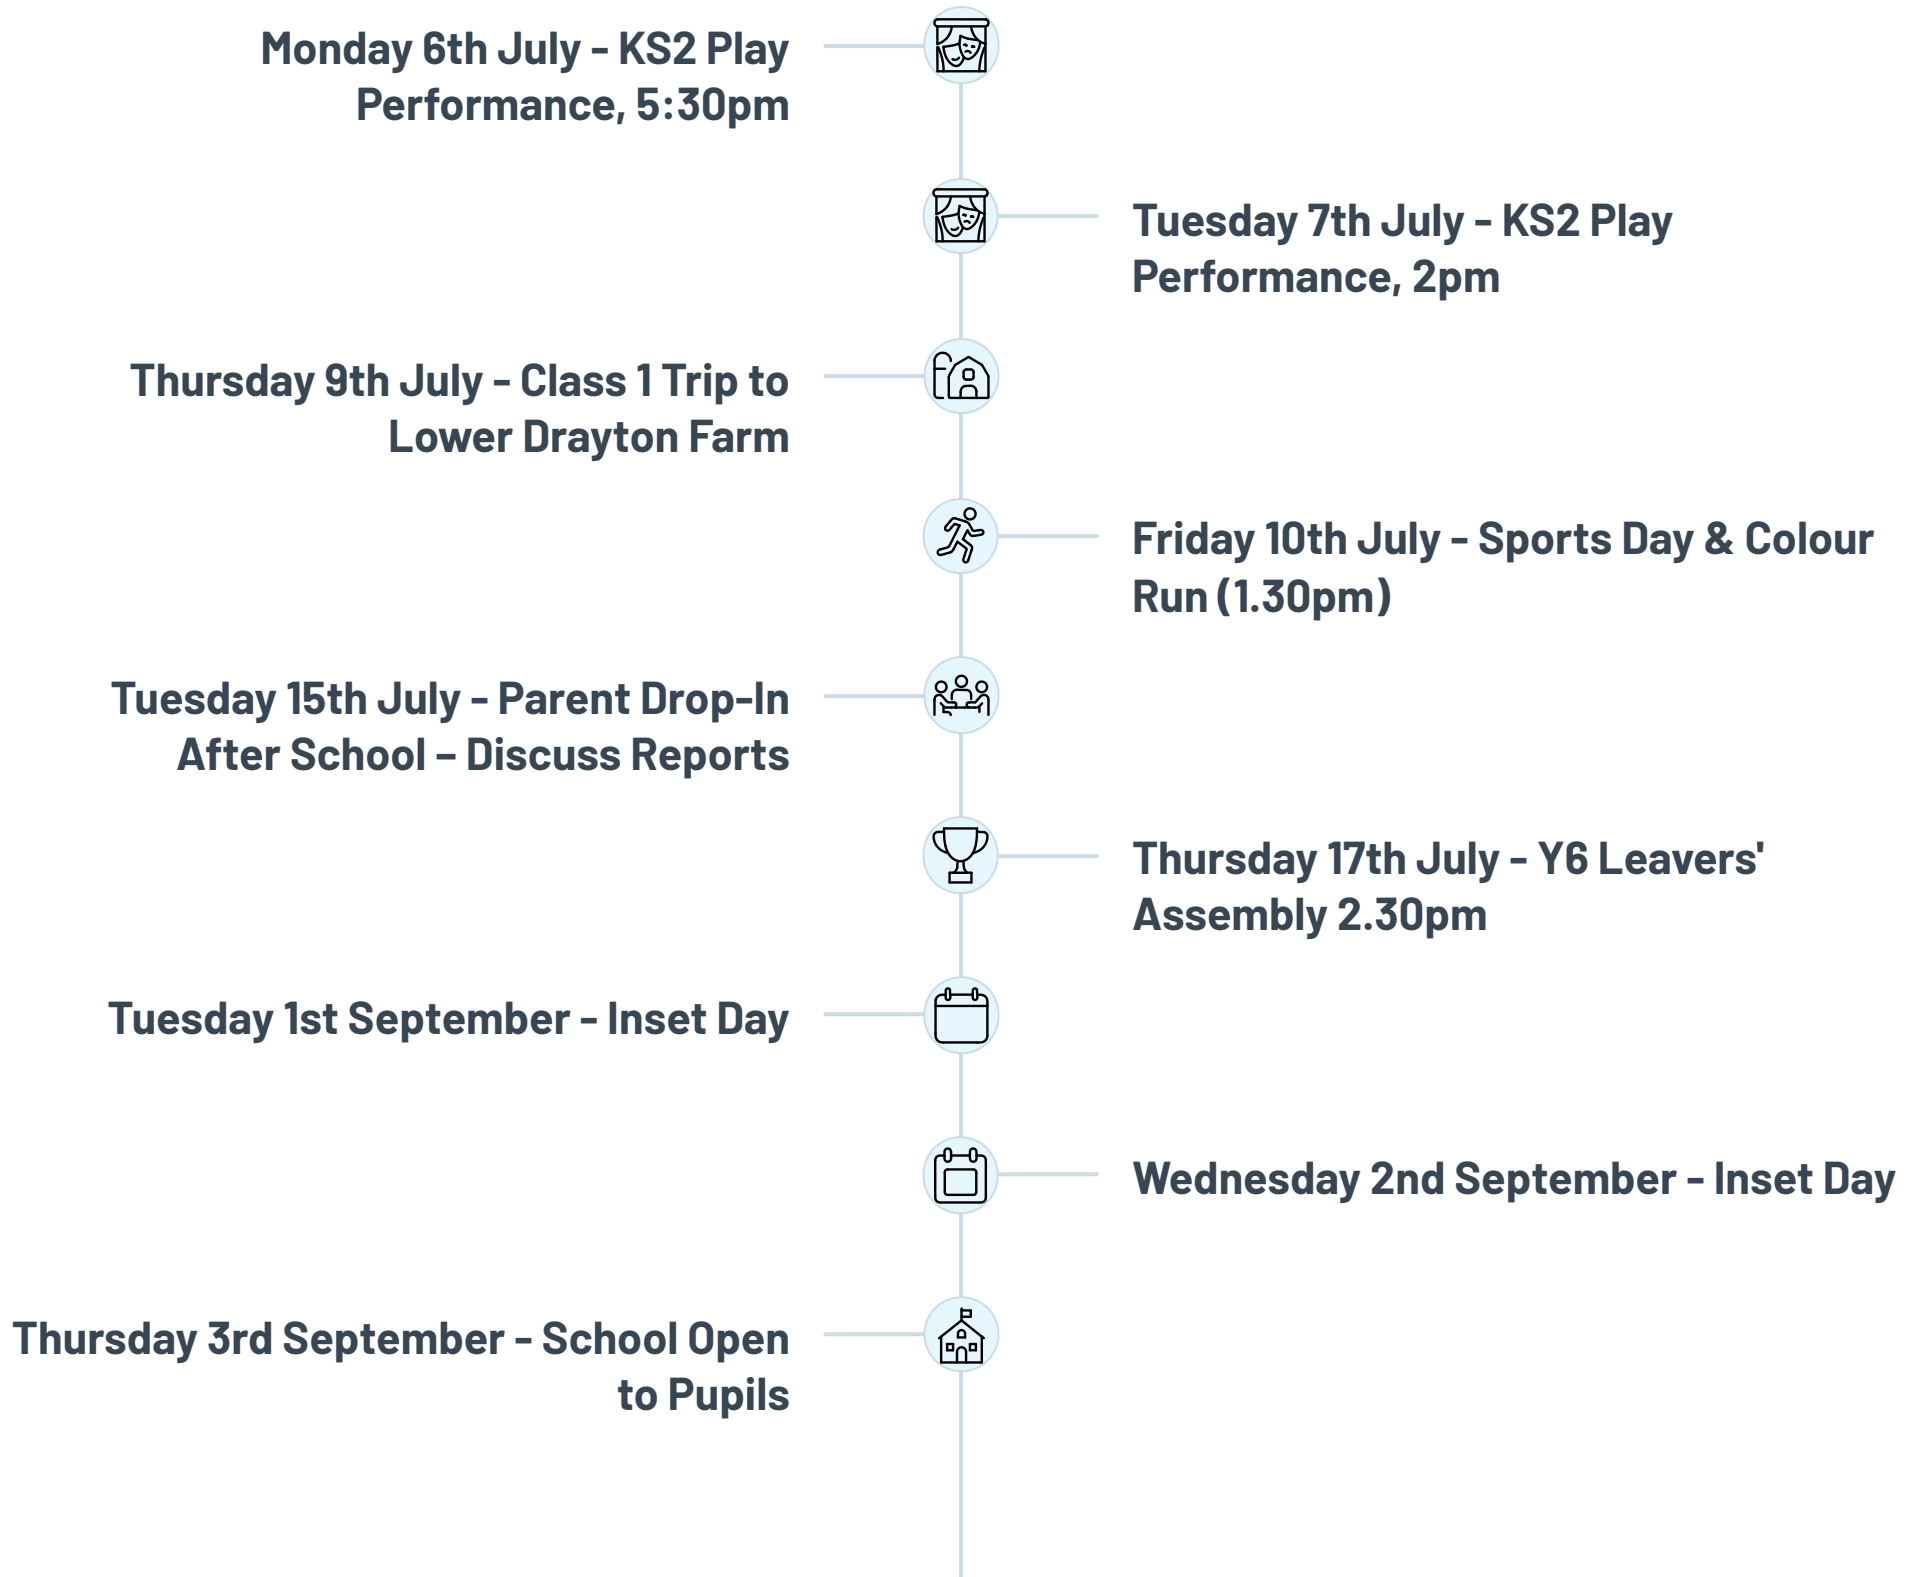 Monday 6th July - KS2 Play
Performance, 5:30pm
Tuesday 7th July - KS2 Play
Performance, 2pm
Thursday 9th July - Class 1 Trip to
Lower Drayton Farm
Friday 10th July - Sports Day & Colour
Run (1.30pm)
Tuesday 15th July - Parent Drop-In
After School – Discuss Reports
Thursday 17th July - Y6 Leavers'
Assembly 2.30pm
Tuesday 1st September - Inset Day
Wednesday 2nd September - Inset Day
Thursday 3rd September - School Open
to Pupils